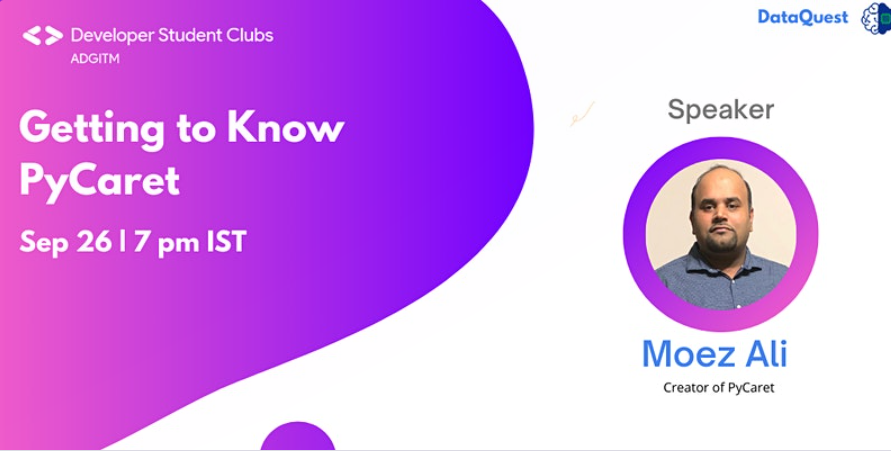 Developer Student Clubs
ADGITM
Getting to Know
PyCaret
Sep 26 | 7 pm IST
DataQuest
Speaker
Moez Ali
Creator of PyCaret